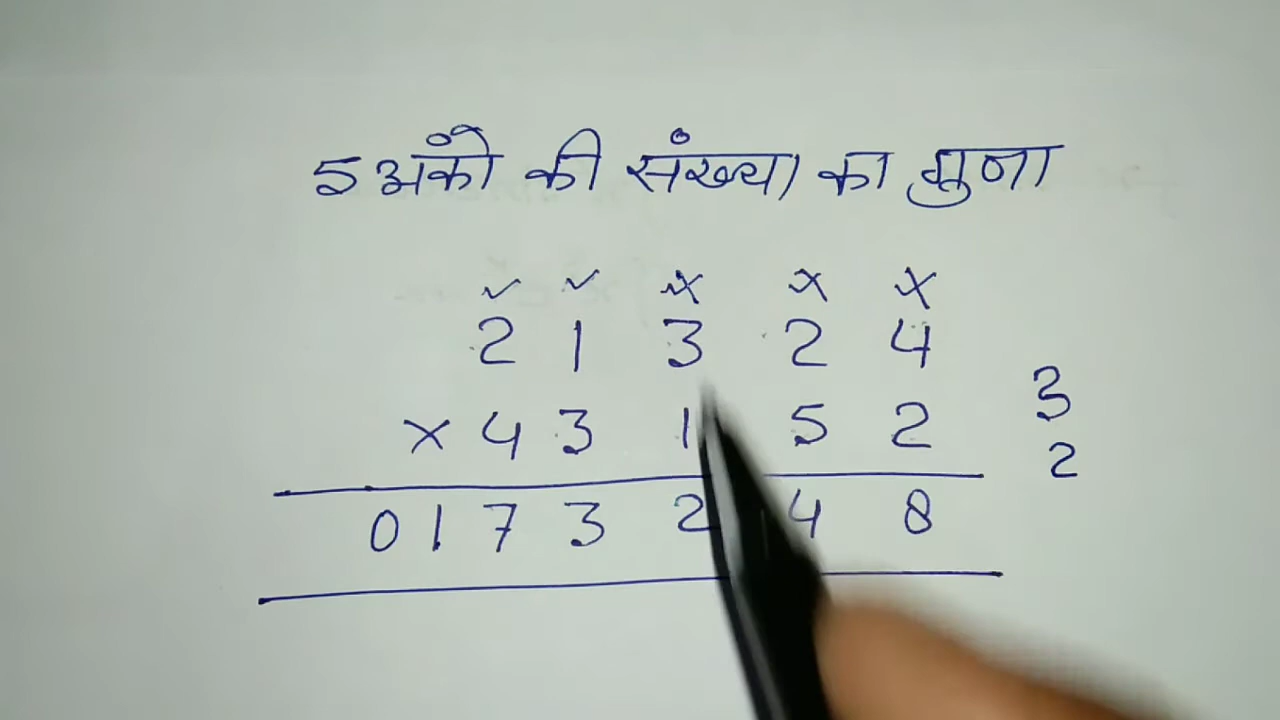 5 अंको की संख्या का गुना
✓ ✓ x x x
2 1 3 2 4
3
x 4 3 1 5 2
2
0 1 7 3 2 4 8